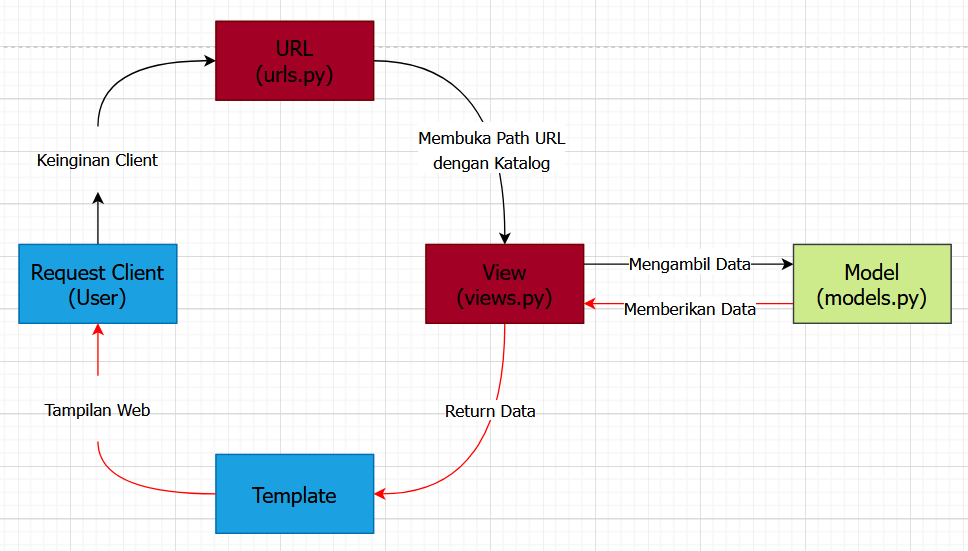 URL
(urls.py)
Membuka Path URL
dengan Katalog
Keinginan Client
Request Client
(User)
View
(views.py)
Mengambil Data
Memberikan Data
Model
(models.py)
Tampilan Web
Return Data
Template